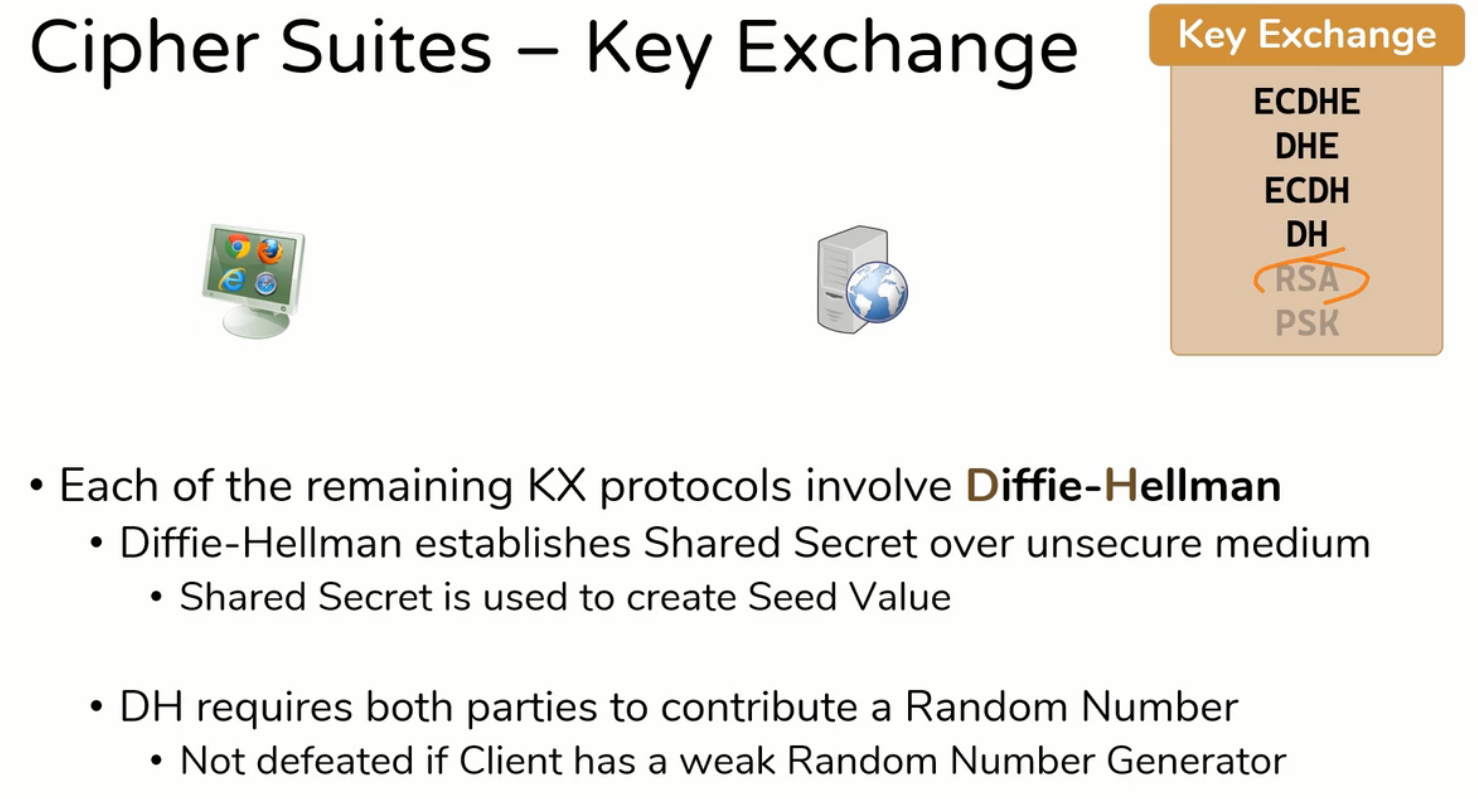 Cipher Suites – Key Exchange
Key Exchange
ECDHE
DHE
ECDH
DH
RSA
PSK
• Each of the remaining KX protocols involve Diffie-Hellman
• Diffie-Hellman establishes Shared Secret over unsecure medium
• Shared Secret is used to create Seed Value
• DH requires both parties to contribute a Random Number
• Not defeated if Client has a weak Random Number Generator